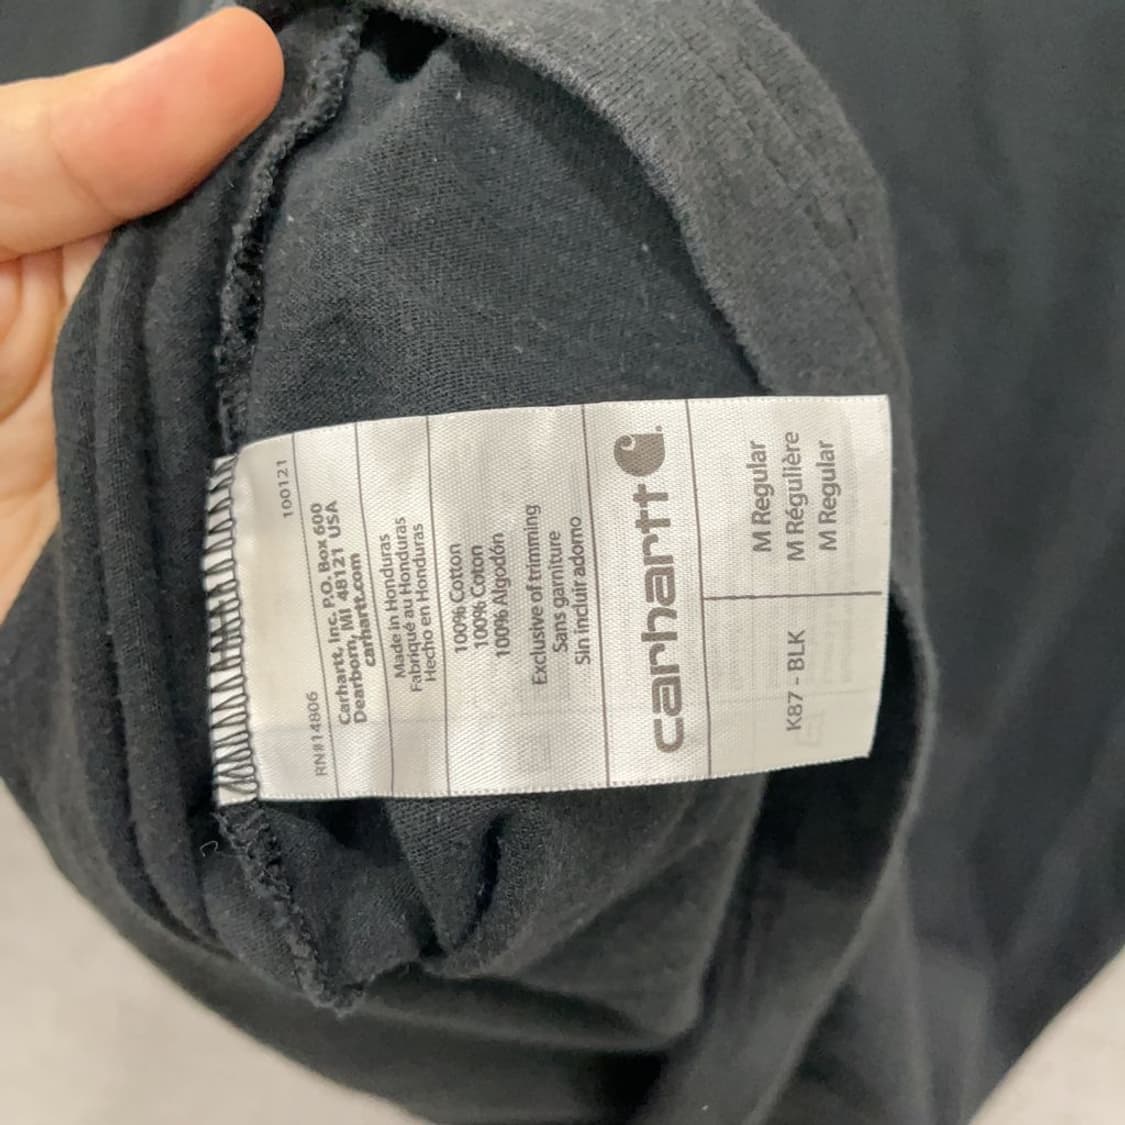 M Regular
M Régulière
M Regular
K87 - BLK
carhartt
Exclusive of trimming
Sans garniture
Sin incluir adorno
100% Cotton
100% Coton
100% Algodón
Made in Honduras
Fabriqué au Honduras
Hecho en Honduras
Carhartt, Inc. P.O. Box 600
Dearborn, MI 48121 USA
carhartt.com
RN#14806
100121